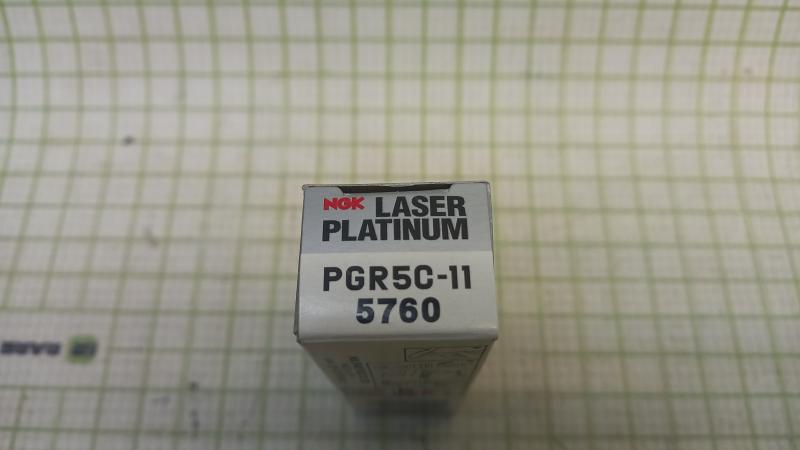 NGK LASER
PLATINUM
PGR5C-11
5760